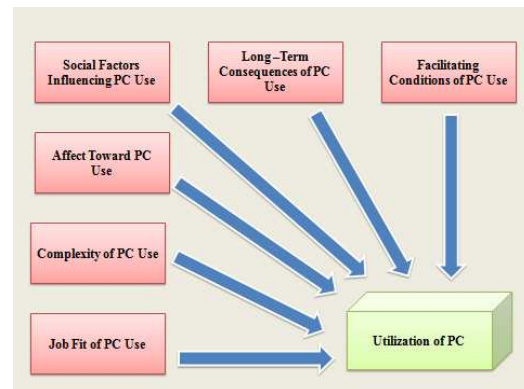 Social Factors
Influencing PC Use
Long –Term
Consequences of PC
Use
Facilitating
Conditions of PC Use
Affect Toward PC
Use
Complexity of PC Use
Job Fit of PC Use
Utilization of PC